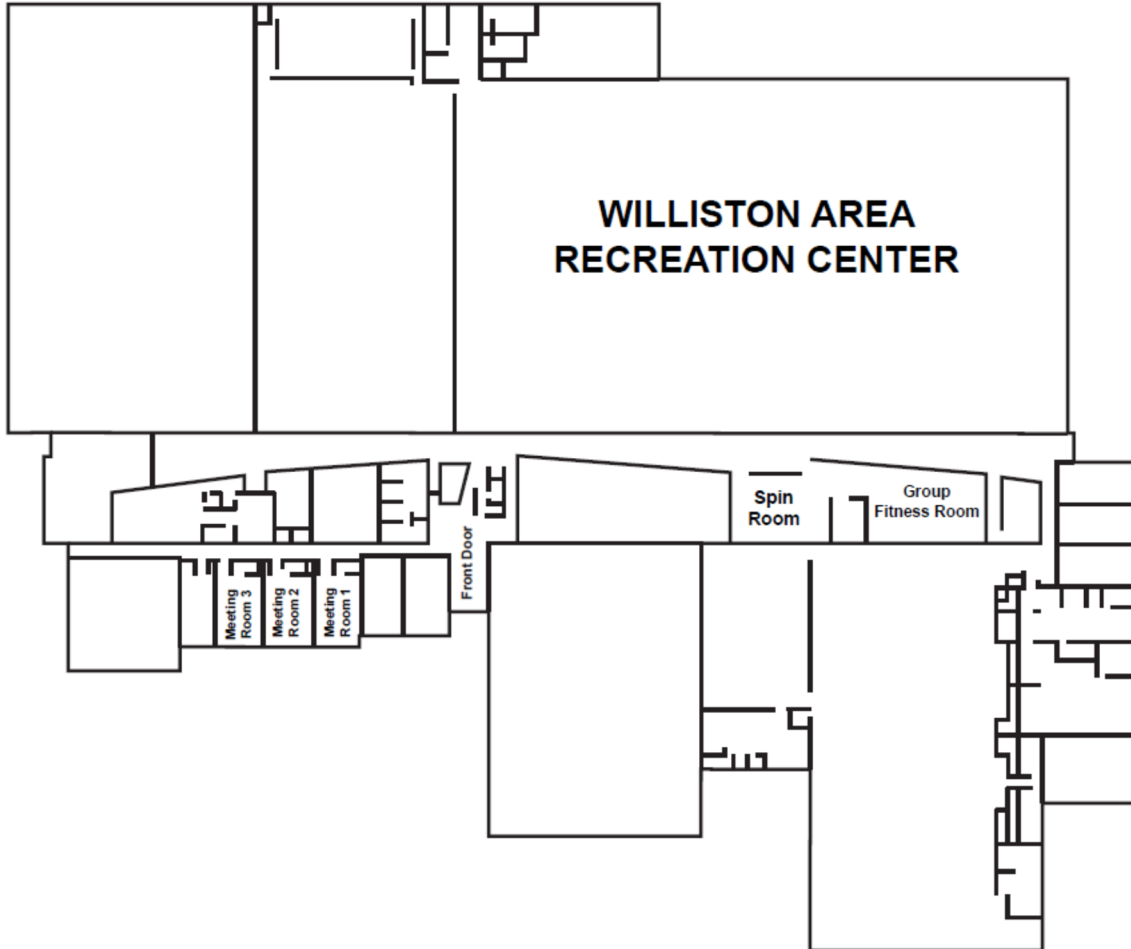 WILLISTON AREA
RECREATION CENTER
Spin
Room
Group
Fitness Room
Front Door
Meeting
Room 3
Meeting
Room 2
Meeting
Room 1